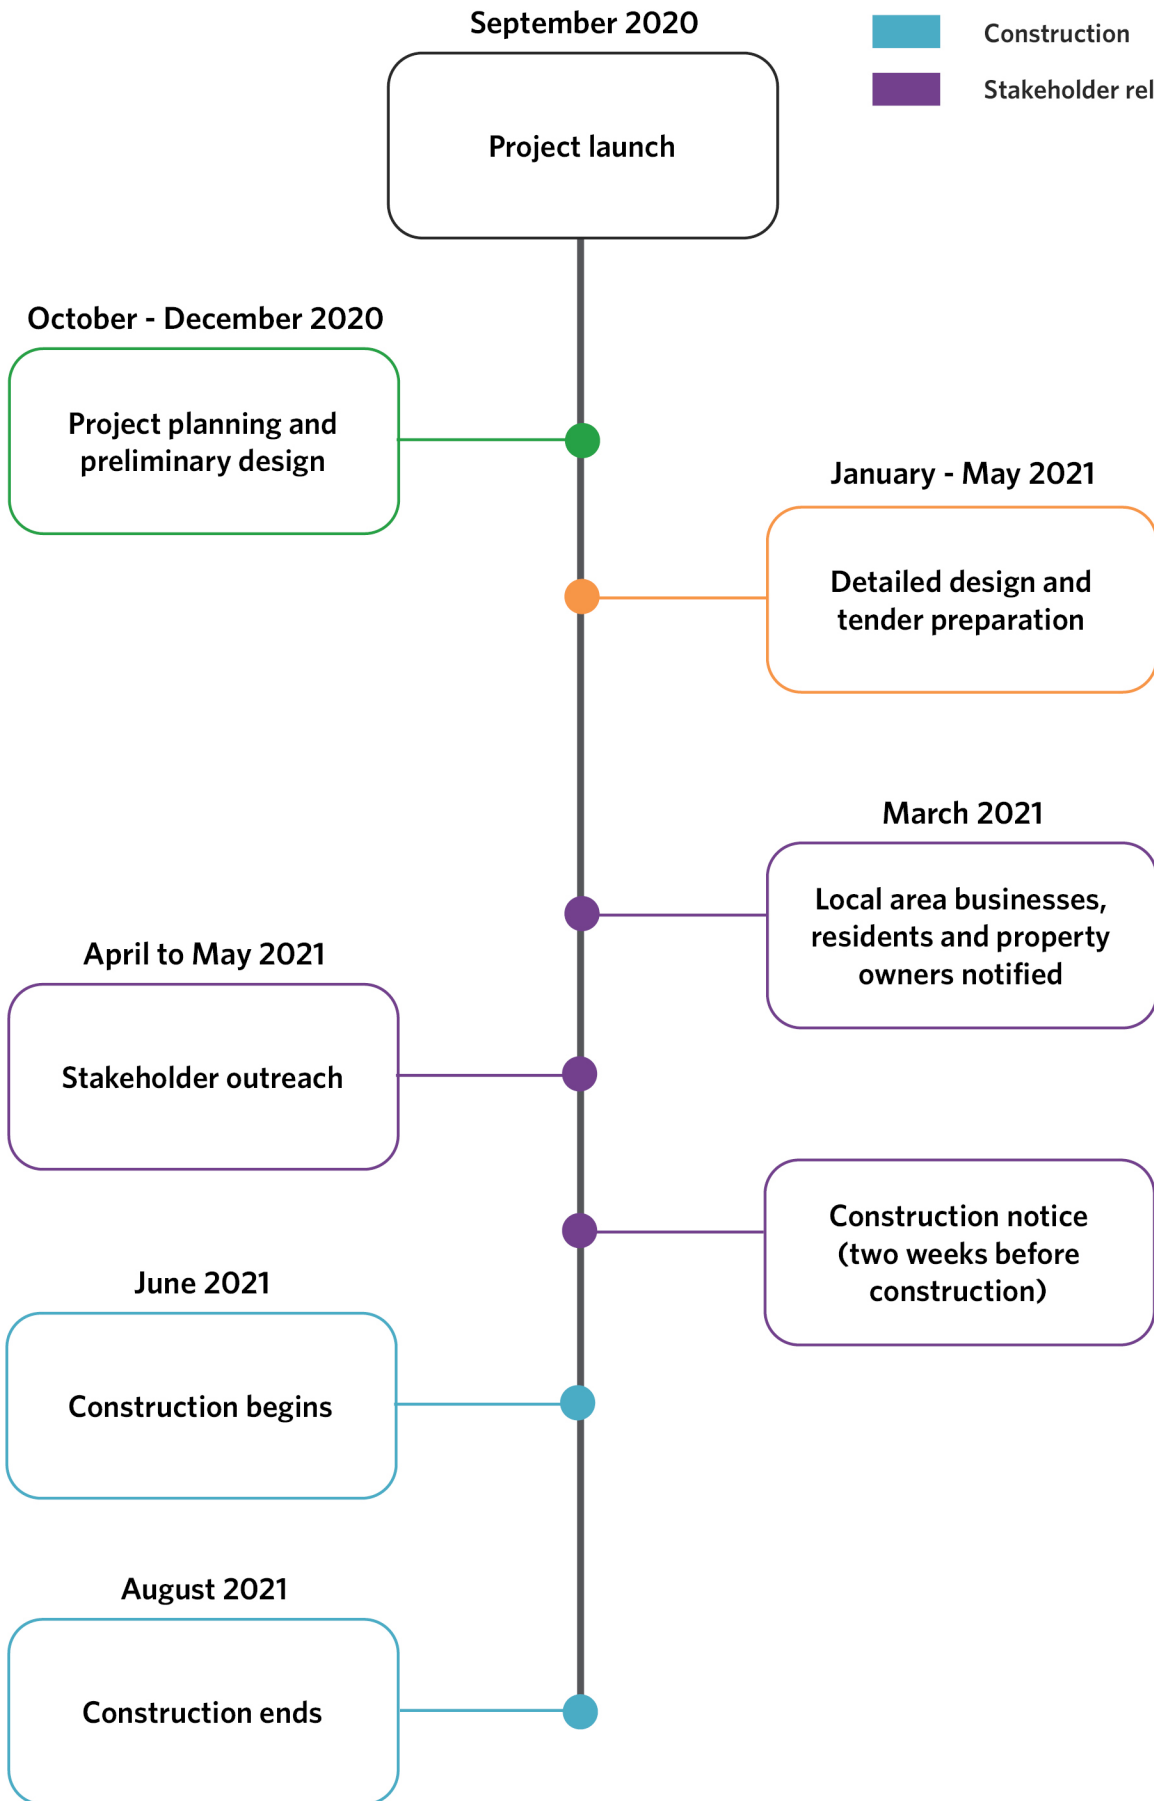 September 2020
Construction
Stakeholder rel
Project launch
October - December 2020
Project planning and
preliminary design
January - May 2021
Detailed design and
tender preparation
March 2021
Local area businesses,
residents and property
owners notified
April to May 2021
Stakeholder outreach
Construction notice
(two weeks before
construction)
June 2021
Construction begins
August 2021
Construction ends